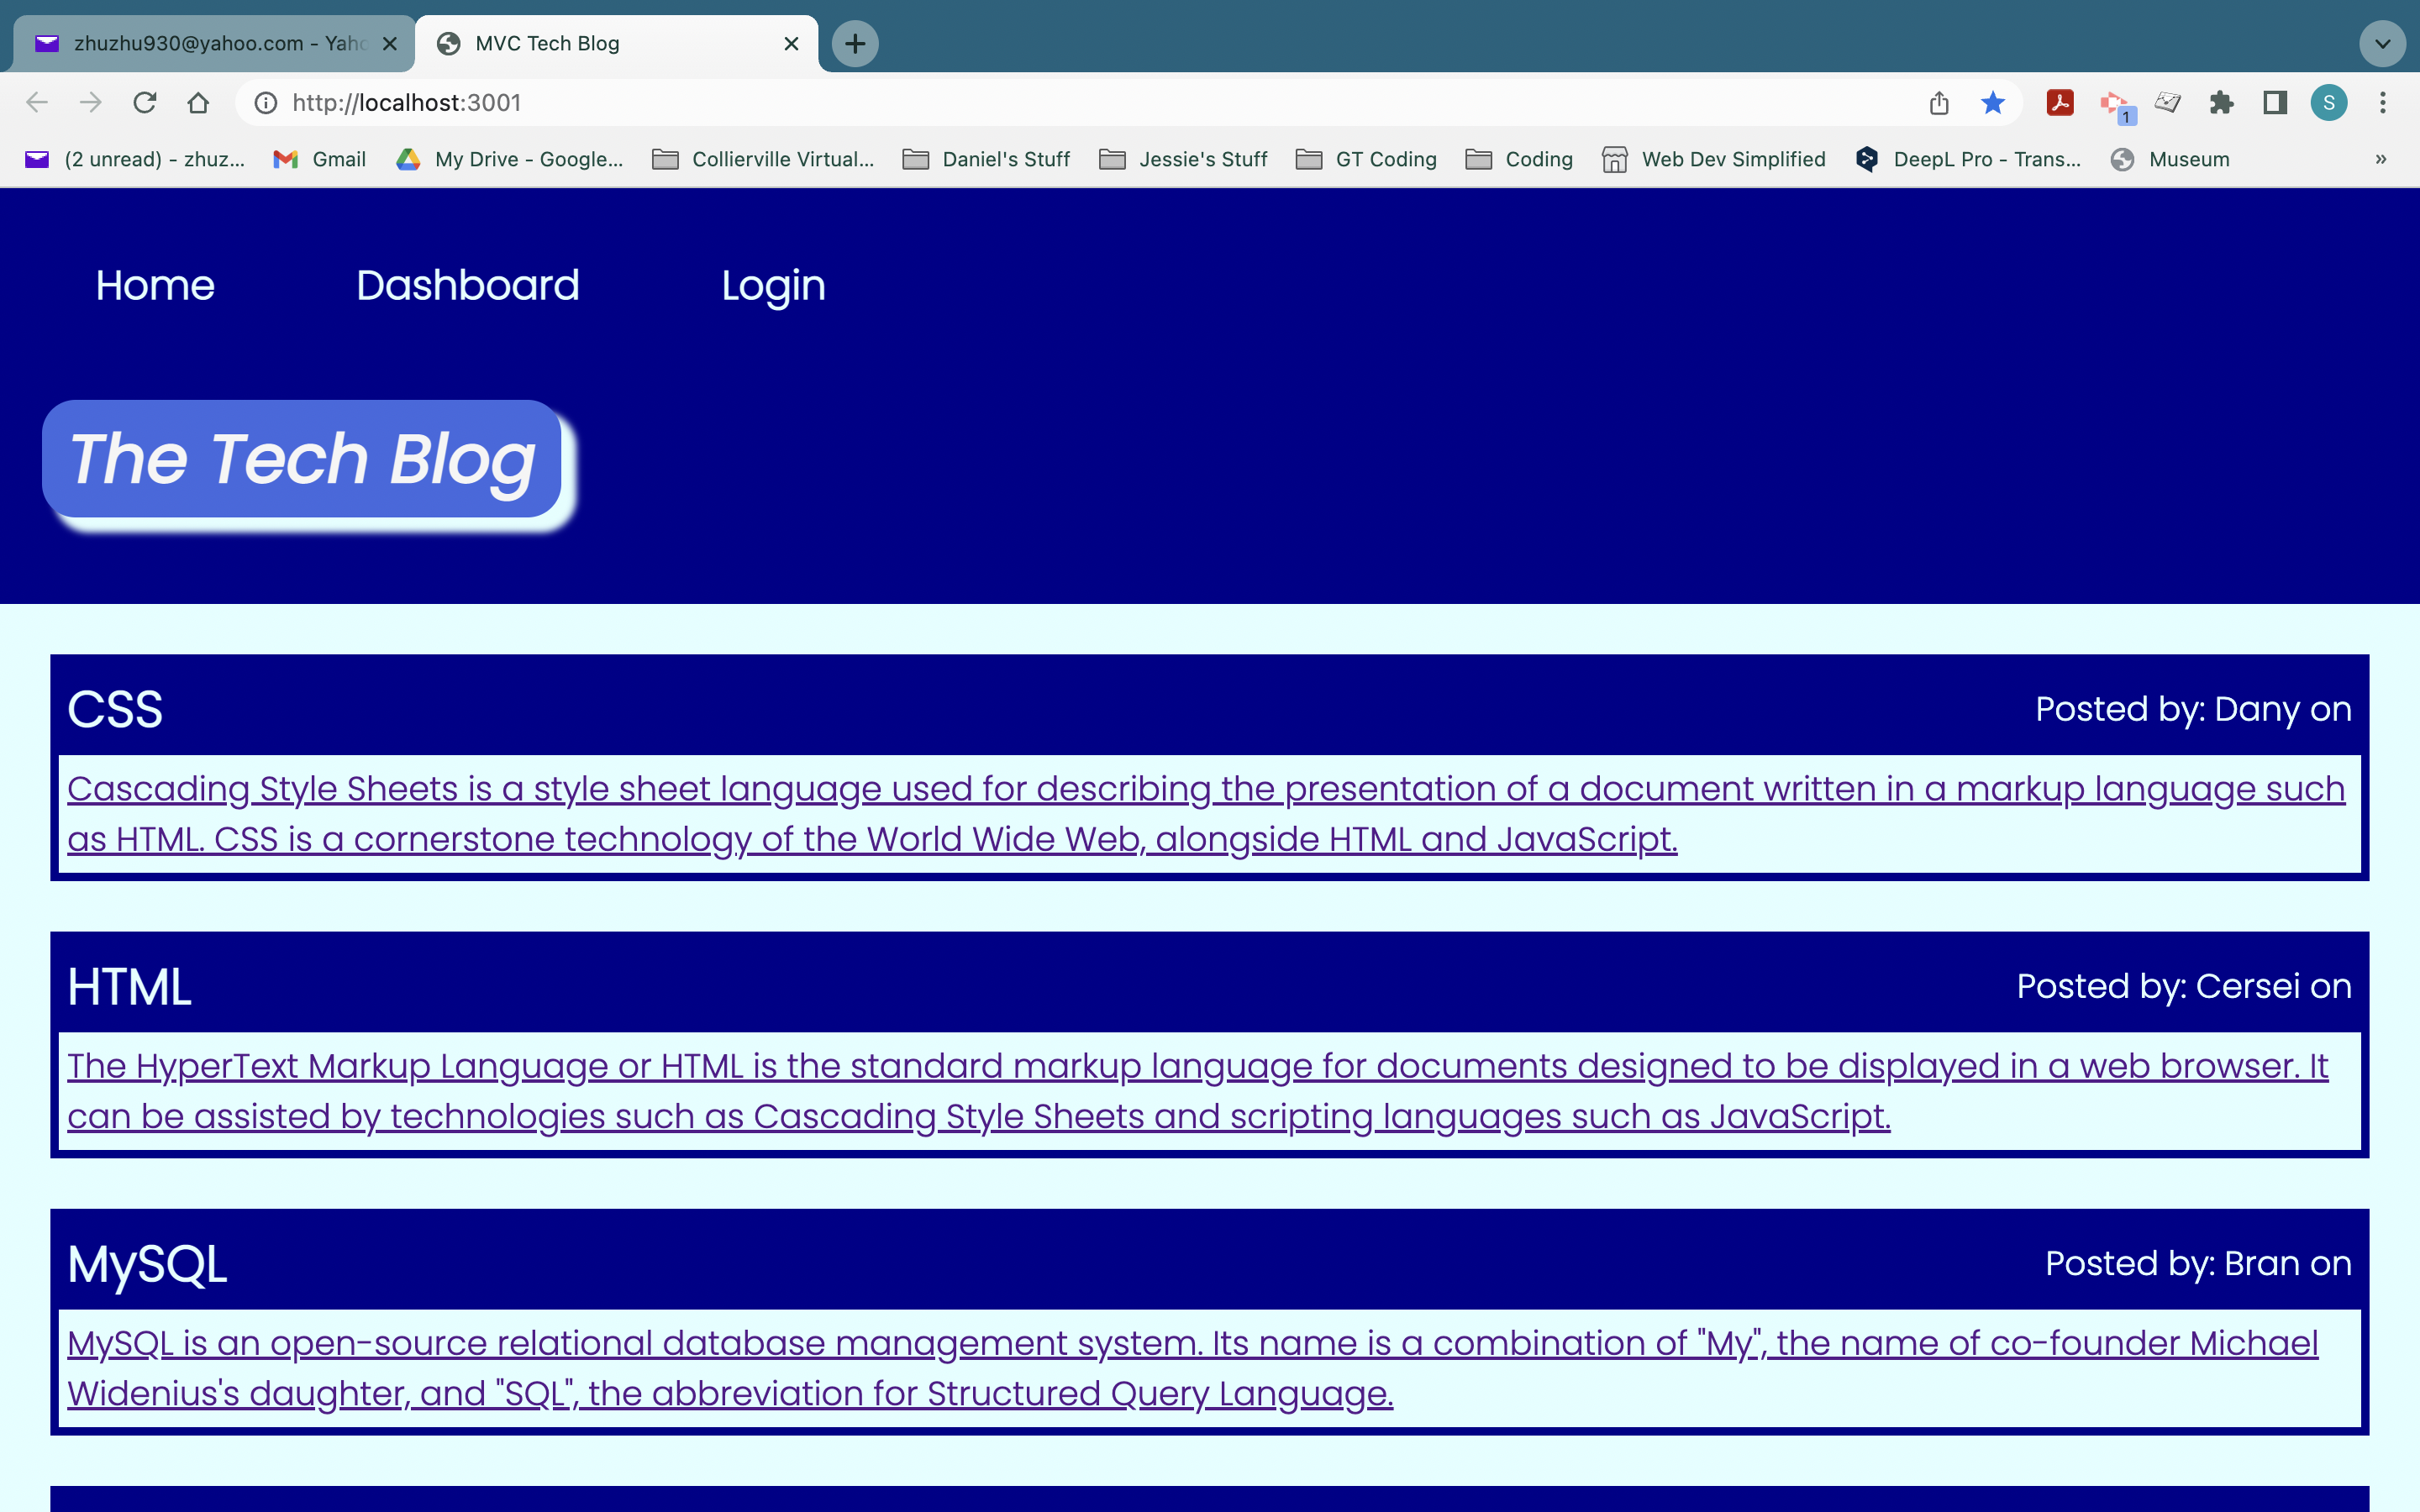 zhuzhu930@yahoo.com - Yaho
MVC Tech Blog
http://localhost:3001
1
S
(2 unread) - zhuz...
Gmail
My Drive - Google...
Collierville Virtual...
Daniel's Stuff
Jessie's Stuff
GT Coding
Coding
Web Dev Simplified
DeepL Pro - Trans...
Museum
»
Home
Dashboard
Login
The Tech Blog
CSS
Posted by: Dany on
Cascading Style Sheets is a style sheet language used for describing the presentation of a document written in a markup language such
as HTML. CSS is a cornerstone technology of the World Wide Web, alongside HTML and JavaScript.
HTML
Posted by: Cersei on
The HyperText Markup Language or HTML is the standard markup language for documents designed to be displayed in a web browser. It
can be assisted by technologies such as Cascading Style Sheets and scripting languages such as JavaScript.
MySQL
Posted by: Bran on
MySQL is an open-source relational database management system. Its name is a combination of "My", the name of co-founder Michael
Widenius's daughter, and "SQL", the abbreviation for Structured Query Language.